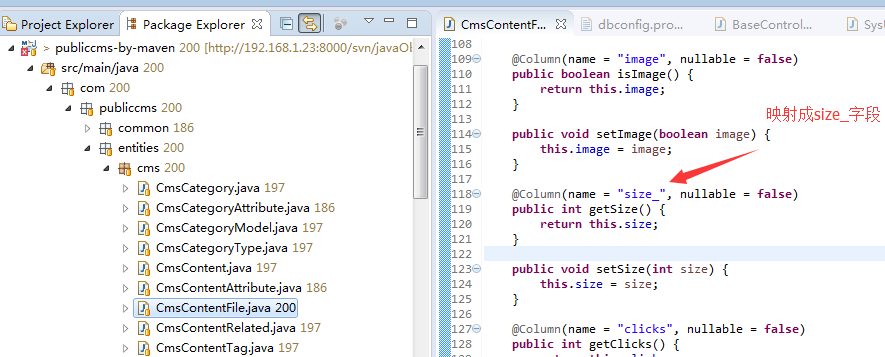 Project Explorer
Package Explorer
publiccms-by-maven 200 [http://192.168.1.23:8000/svn/javaOb
src/main/java 200
com 200
publiccms 200
common 186
entities 200
cms 200
CmsCategory.java 197
CmsCategoryAttribute.java 186
CmsCategoryModel.java 197
CmsCategoryType.java 197
CmsContent.java 197
CmsContentAttribute.java 186
CmsContentFile.java 200
CmsContentRelated.java 197
CmsContentTag.java 197
CmsContentF...
dbconfig.pro...
BaseControl...
Sys
108
109 @Column(name = "image", nullable = false)
110 public boolean isImage() {
111 return this.image;
112 }
113
114 public void setImage(boolean image) {
115 this.image = image;
116 }
117
118 @Column(name = "size_", nullable = false)
119 public int getSize() {
120 return this.size;
121 }
122
123 public void setSize(int size) {
124 this.size = size;
125 }
126
127 @Column(name = "clicks", nullable = false)
128 public int getClicks() {
映射成size_字段